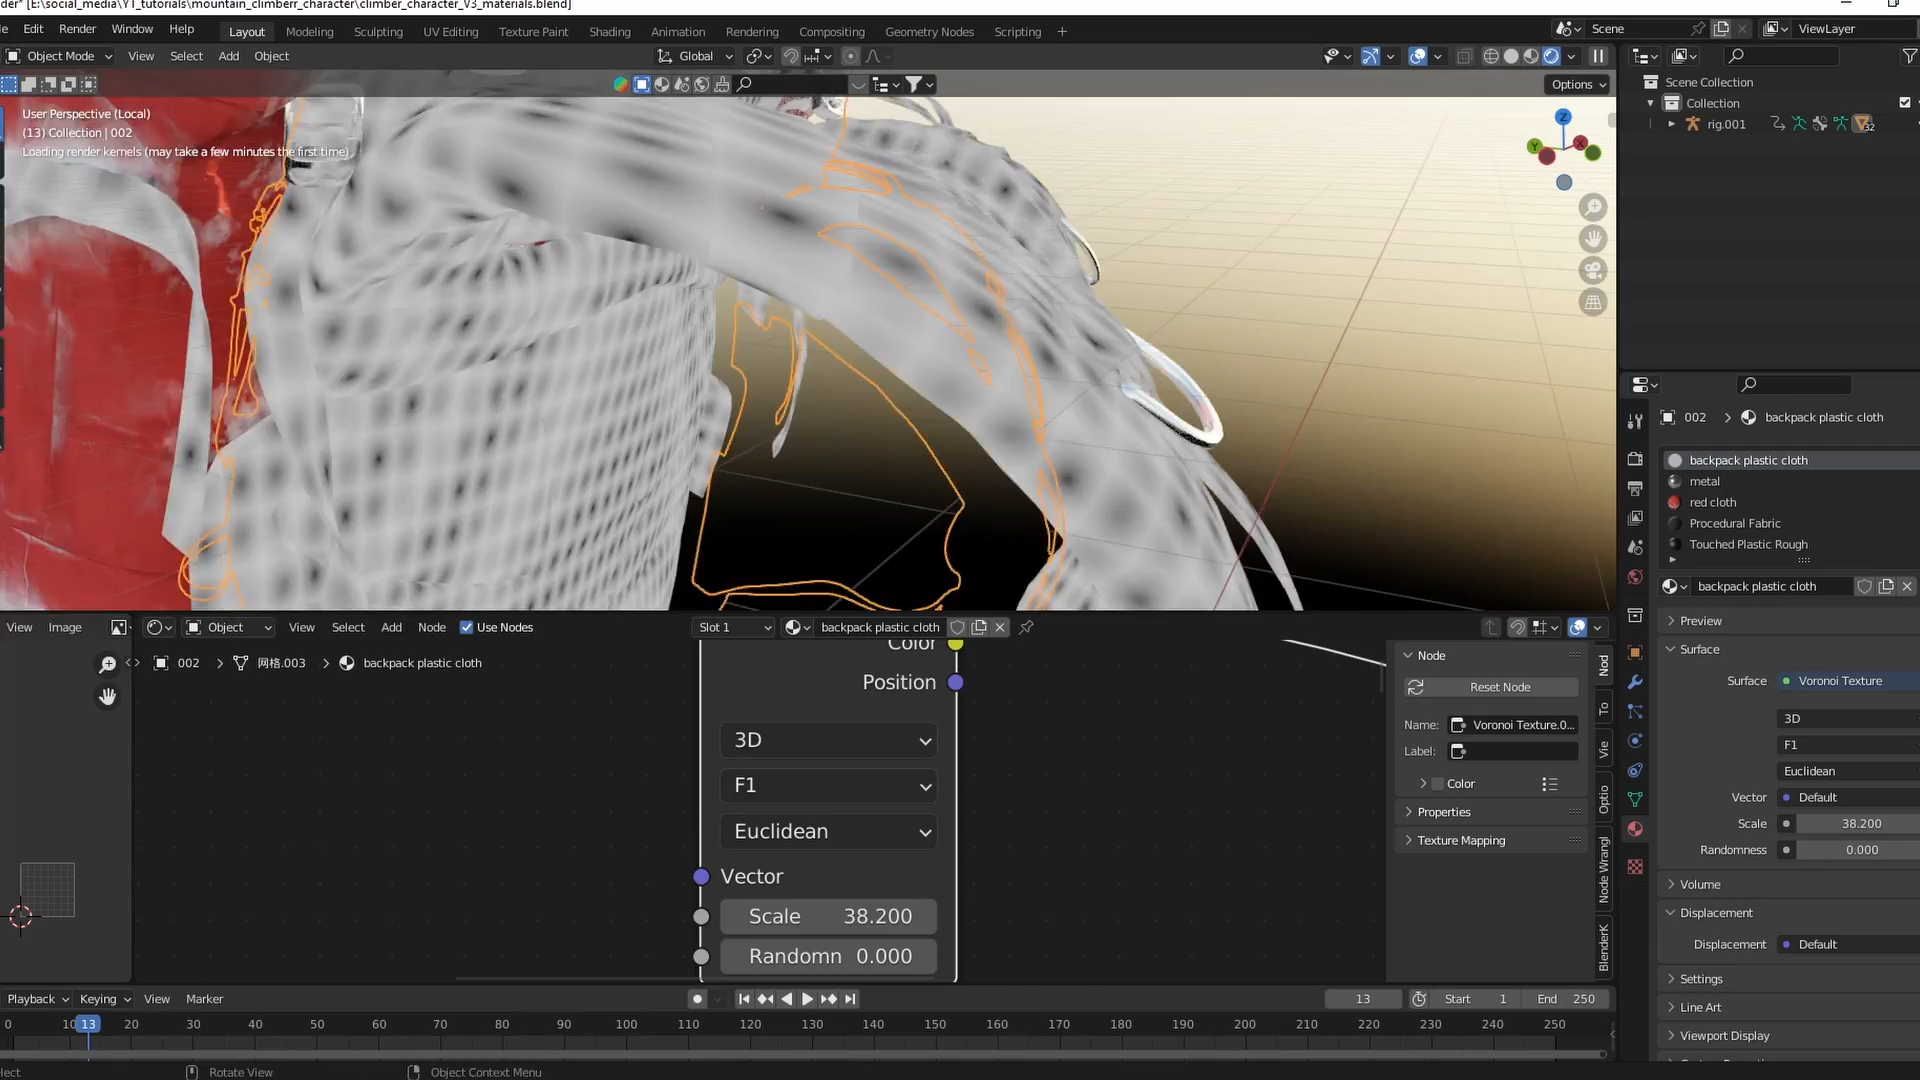 der* [E:\social_media\YT_tutorials\mountain_climberr_character\climber_character_V3_materials.blend]
Edit Render Window Help Layout Modeling Sculpting UV Editing Texture Paint Shading Animation Rendering Compositing Geometry Nodes Scripting + Scene ViewLayer
Object Mode View Select Add Object Global
Options
User Perspective (Local)
(13) Collection | 002
Loading render kernels (may take a few minutes the first time)
Z
Y
X
Scene Collection
Collection
rig.001 32
002 > backpack plastic cloth
backpack plastic cloth
metal
red cloth
Procedural Fabric
Touched Plastic Rough
backpack plastic cloth
Preview
Surface
Surface Voronoi Texture
3D
F1
Euclidean
Vector Default
Scale 38.200
Randomness 0.000
Volume
Displacement
Displacement Default
Settings
Line Art
Viewport Display
View Image Object View Select Add Node Use Nodes Slot 1 backpack plastic cloth
002 > 网格.003 > backpack plastic cloth
Color
Position
3D
F1
Euclidean
Vector
Scale 38.200
Randomn 0.000
Node
Reset Node
Name: Voronoi Texture.0...
Label:
Color
Properties
Texture Mapping
Nod
To
Vie
Optio
Node Wrangl
BlenderK
Playback Keying View Marker 13 Start 1 End 250
0 10 13 20 30 40 50 60 70 80 90 100 110 120 130 140 150 160 170 180 190 200 210 220 230 240 250
lect Rotate View Object Context Menu